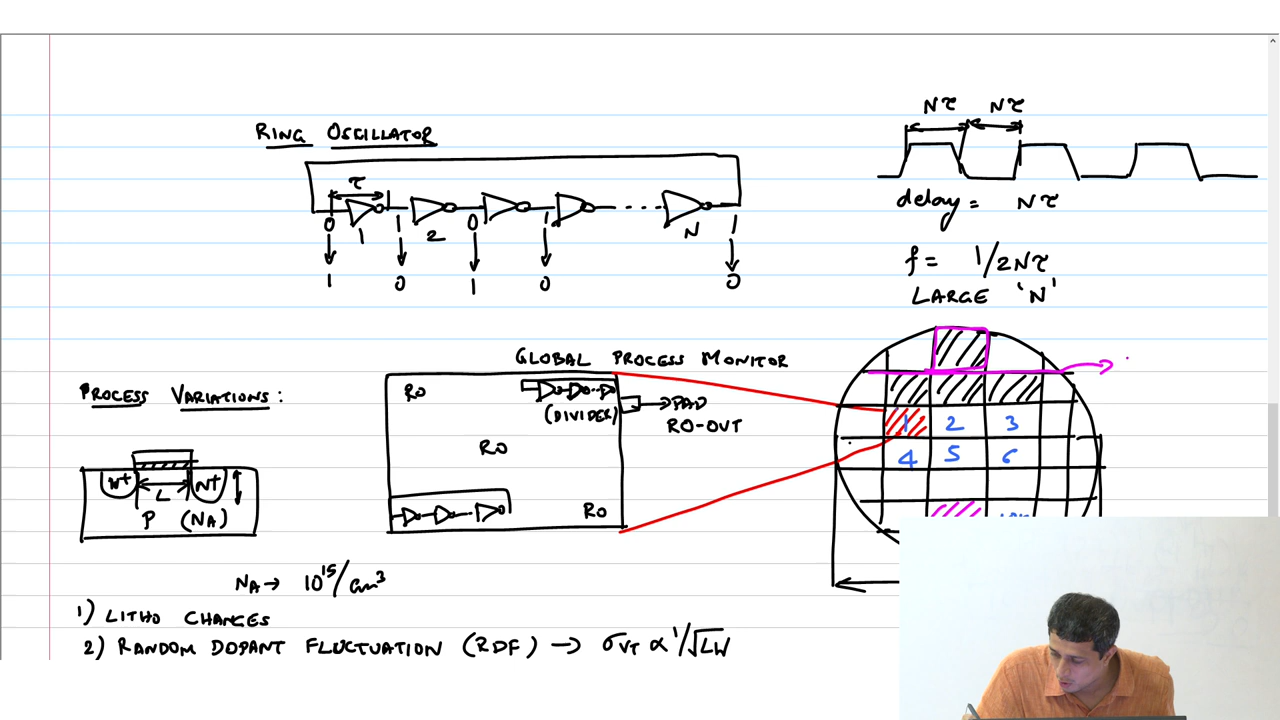 RING OSCILLATOR
τ
0 1 0 1 1
1 2 N
1 0 1 0 0
Nτ Nτ
delay = Nτ
f = 1/2Nτ
LARGE 'N'
PROCESS VARIATIONS :
N+ L N+
P (NA)
GLOBAL PROCESS MONITOR
RO
(DIVIDER)
PAD
RO-OUT
RO
RO
1 2 3
4 5 6
NA → 10^15/cm^3
1) LITHO CHANGES
2) RANDOM DOPANT FLUCTUATION (RDF) → σVT ∝ 1/√LW